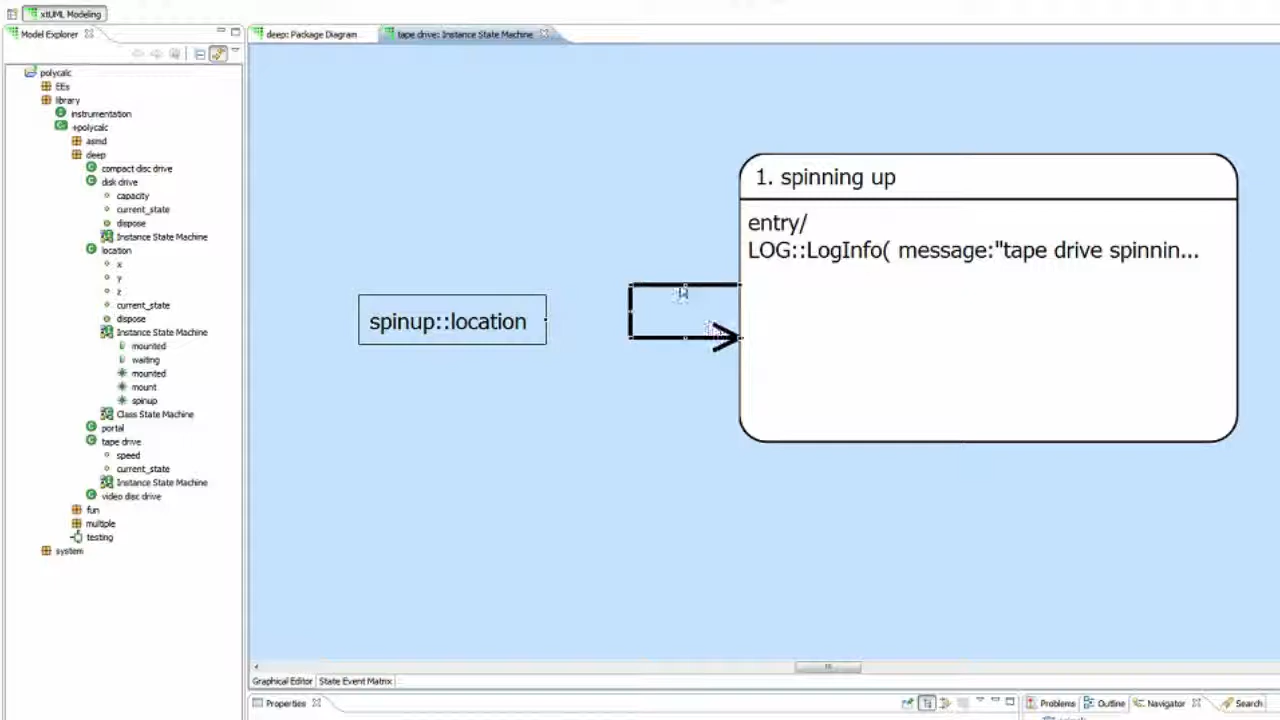 xtUML Modeling
Model Explorer
deep: Package Diagram
tape drive: Instance State Machine
polycalc
EEs
library
instrumentation
+polycalc
asmd
deep
compact disc drive
disk drive
capacity
current_state
dispose
Instance State Machine
location
x
y
z
current_state
dispose
Instance State Machine
mounted
waiting
mounted
mount
spinup
Class State Machine
portal
tape drive
speed
current_state
Instance State Machine
video disc drive
fun
multiple
testing
system
1. spinning up
entry/
LOG::LogInfo( message:"tape drive spinnin...
spinup::location
Graphical Editor
State Event Matrix
Properties
Problems
Outline
Navigator
Search